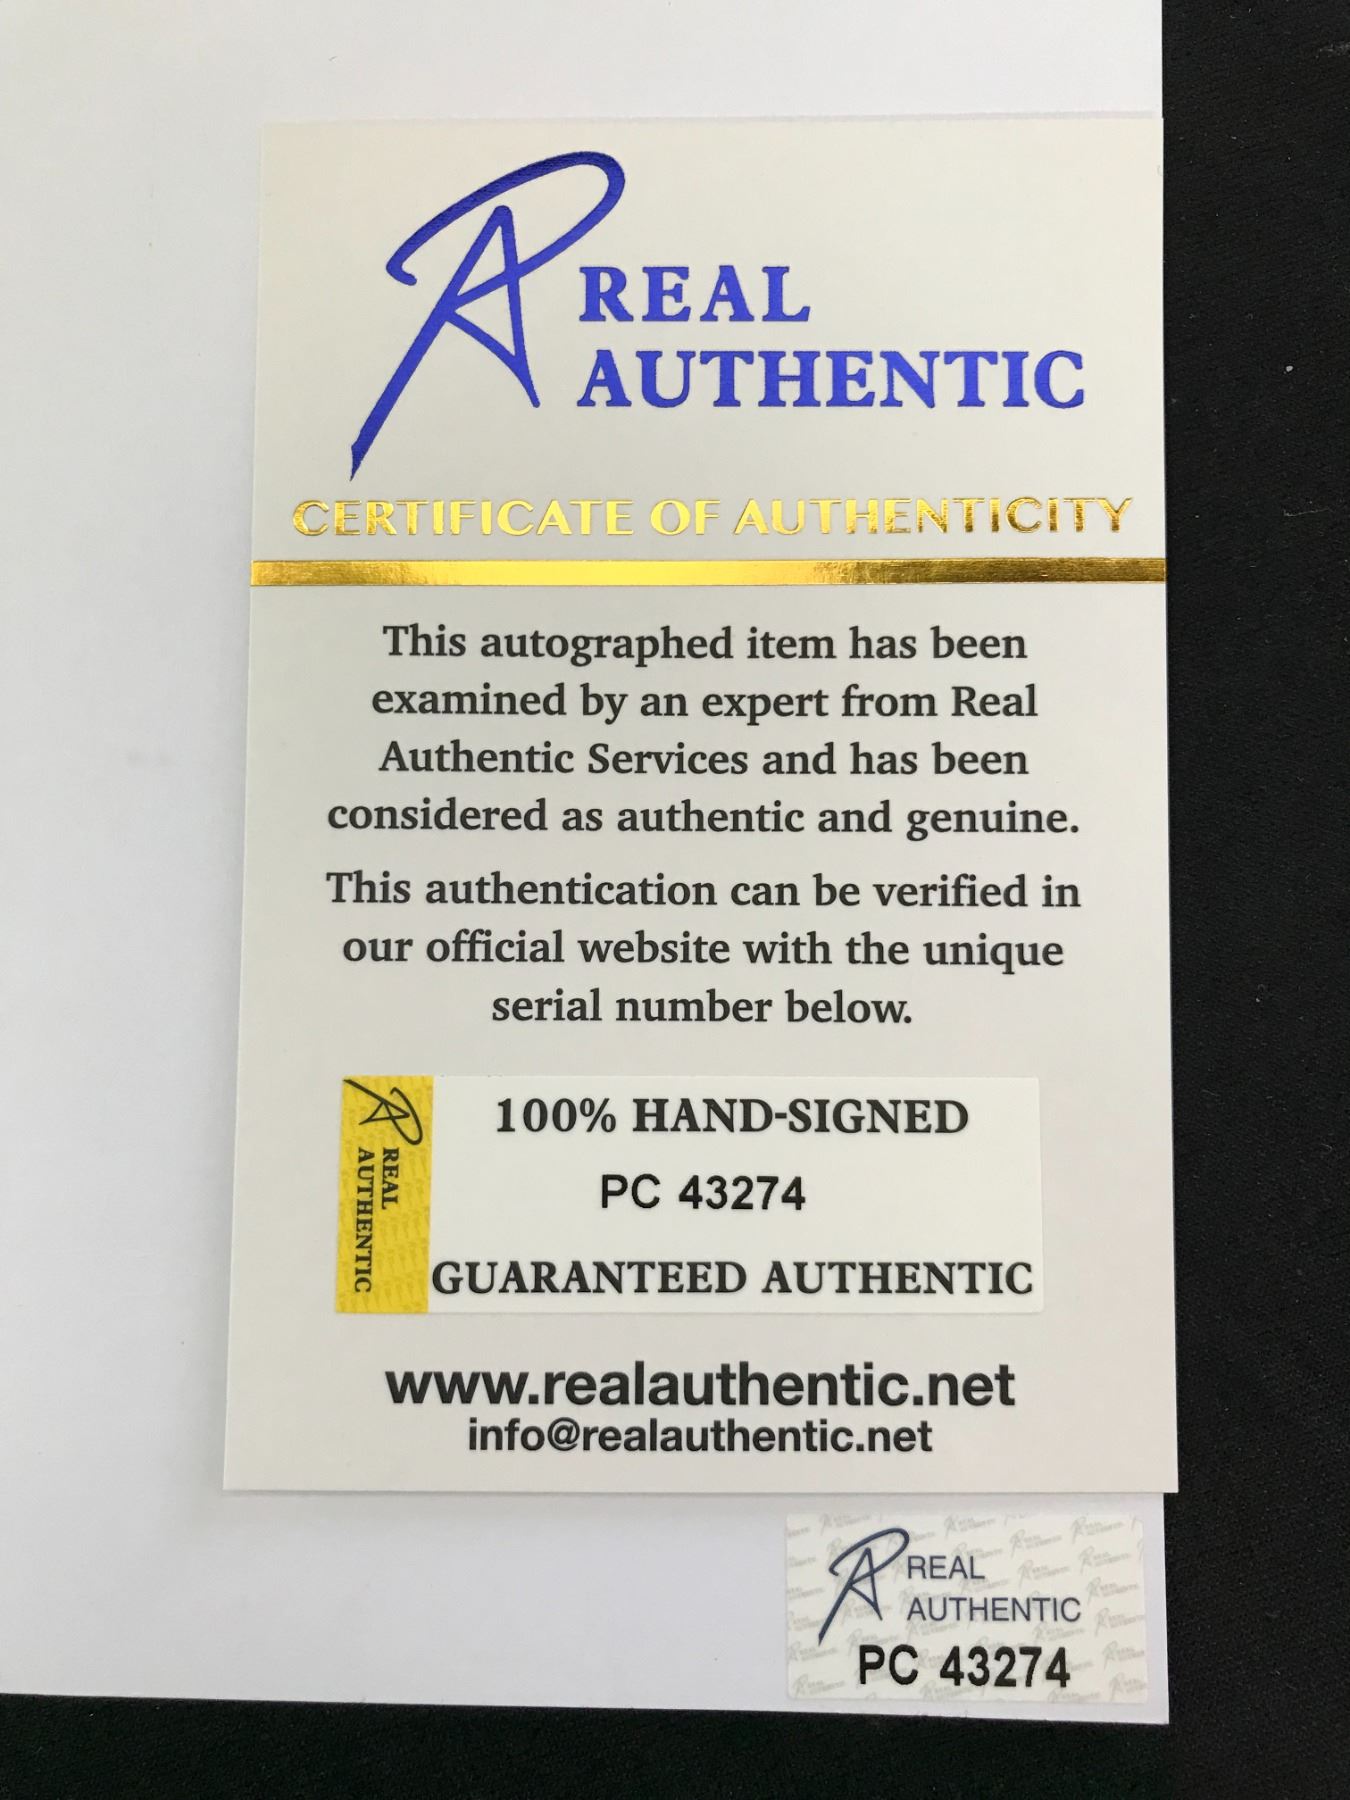 REAL
AUTHENTIC
CERTIFICATE OF AUTHENTICITY
This autographed item has been
examined by an expert from Real
Authentic Services and has been
considered as authentic and genuine.
This authentication can be verified in
our official website with the unique
serial number below.
REAL
AUTHENTIC
100% HAND-SIGNED
PC 43274
GUARANTEED AUTHENTIC
www.realauthentic.net
info@realauthentic.net
REAL
AUTHENTIC
PC 43274